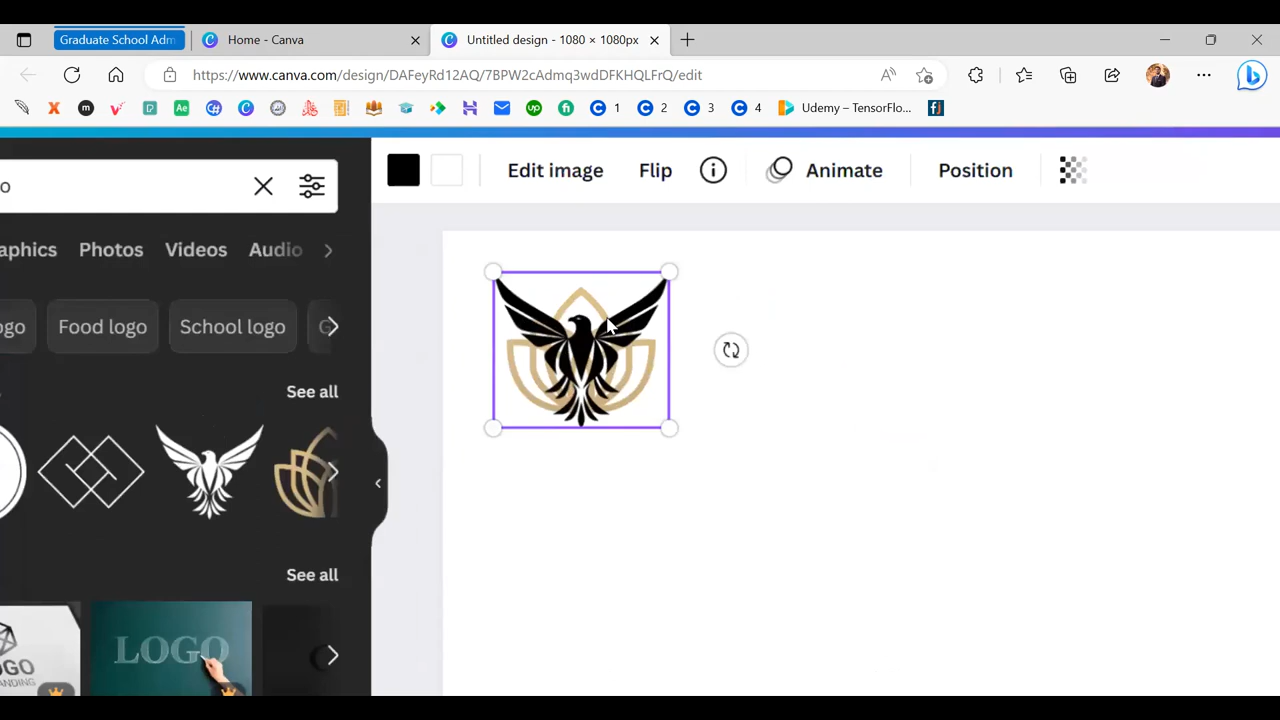 Graduate School Adm
Home - Canva
Untitled design - 1080 × 1080px
https://www.canva.com/design/DAFeyRd12AQ/7BPW2cAdmq3wdDFKHQLFrQ/edit
1
2
3
4
Udemy – TensorFlo...
o
Edit image
Flip
Animate
Position
aphics
Photos
Videos
Audio
ogo
Food logo
School logo
G
See all
See all
OGO
LOGO